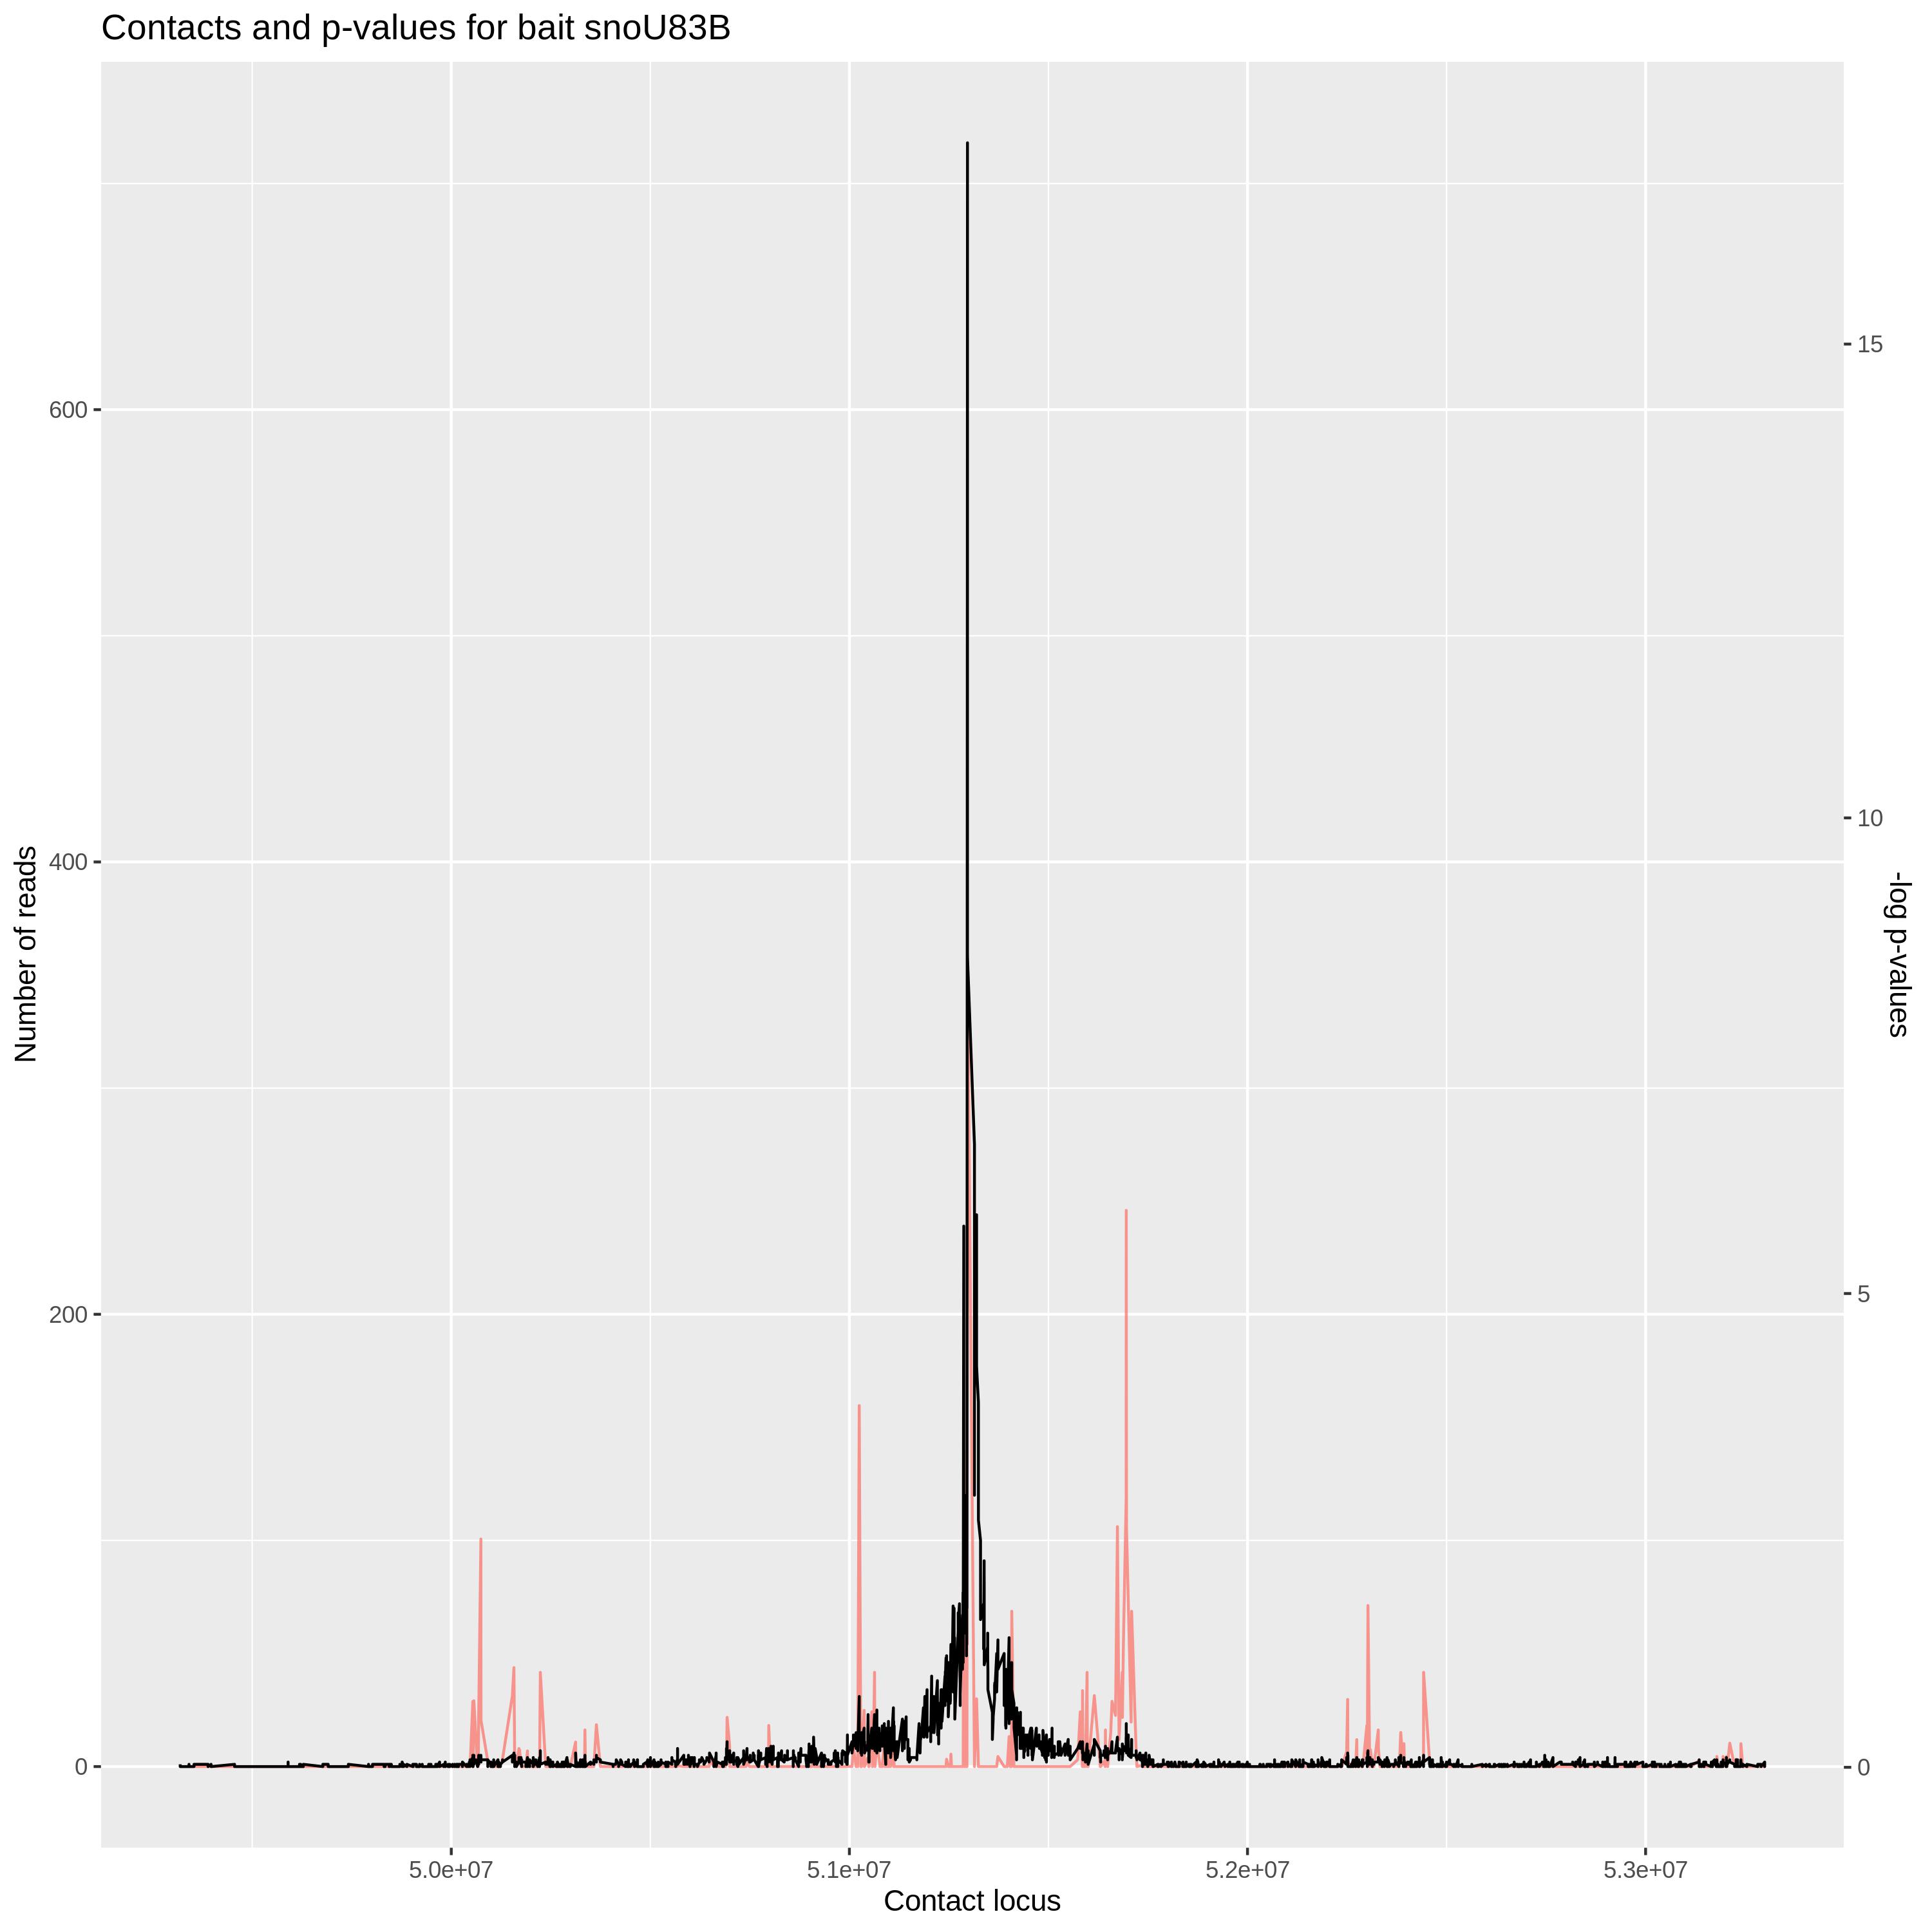 Contacts and p-values for bait snoU83B
Number of reads
600
400
200
0
15
10
5
0
-log p-values
5.0e+07
5.1e+07
5.2e+07
5.3e+07
Contact locus